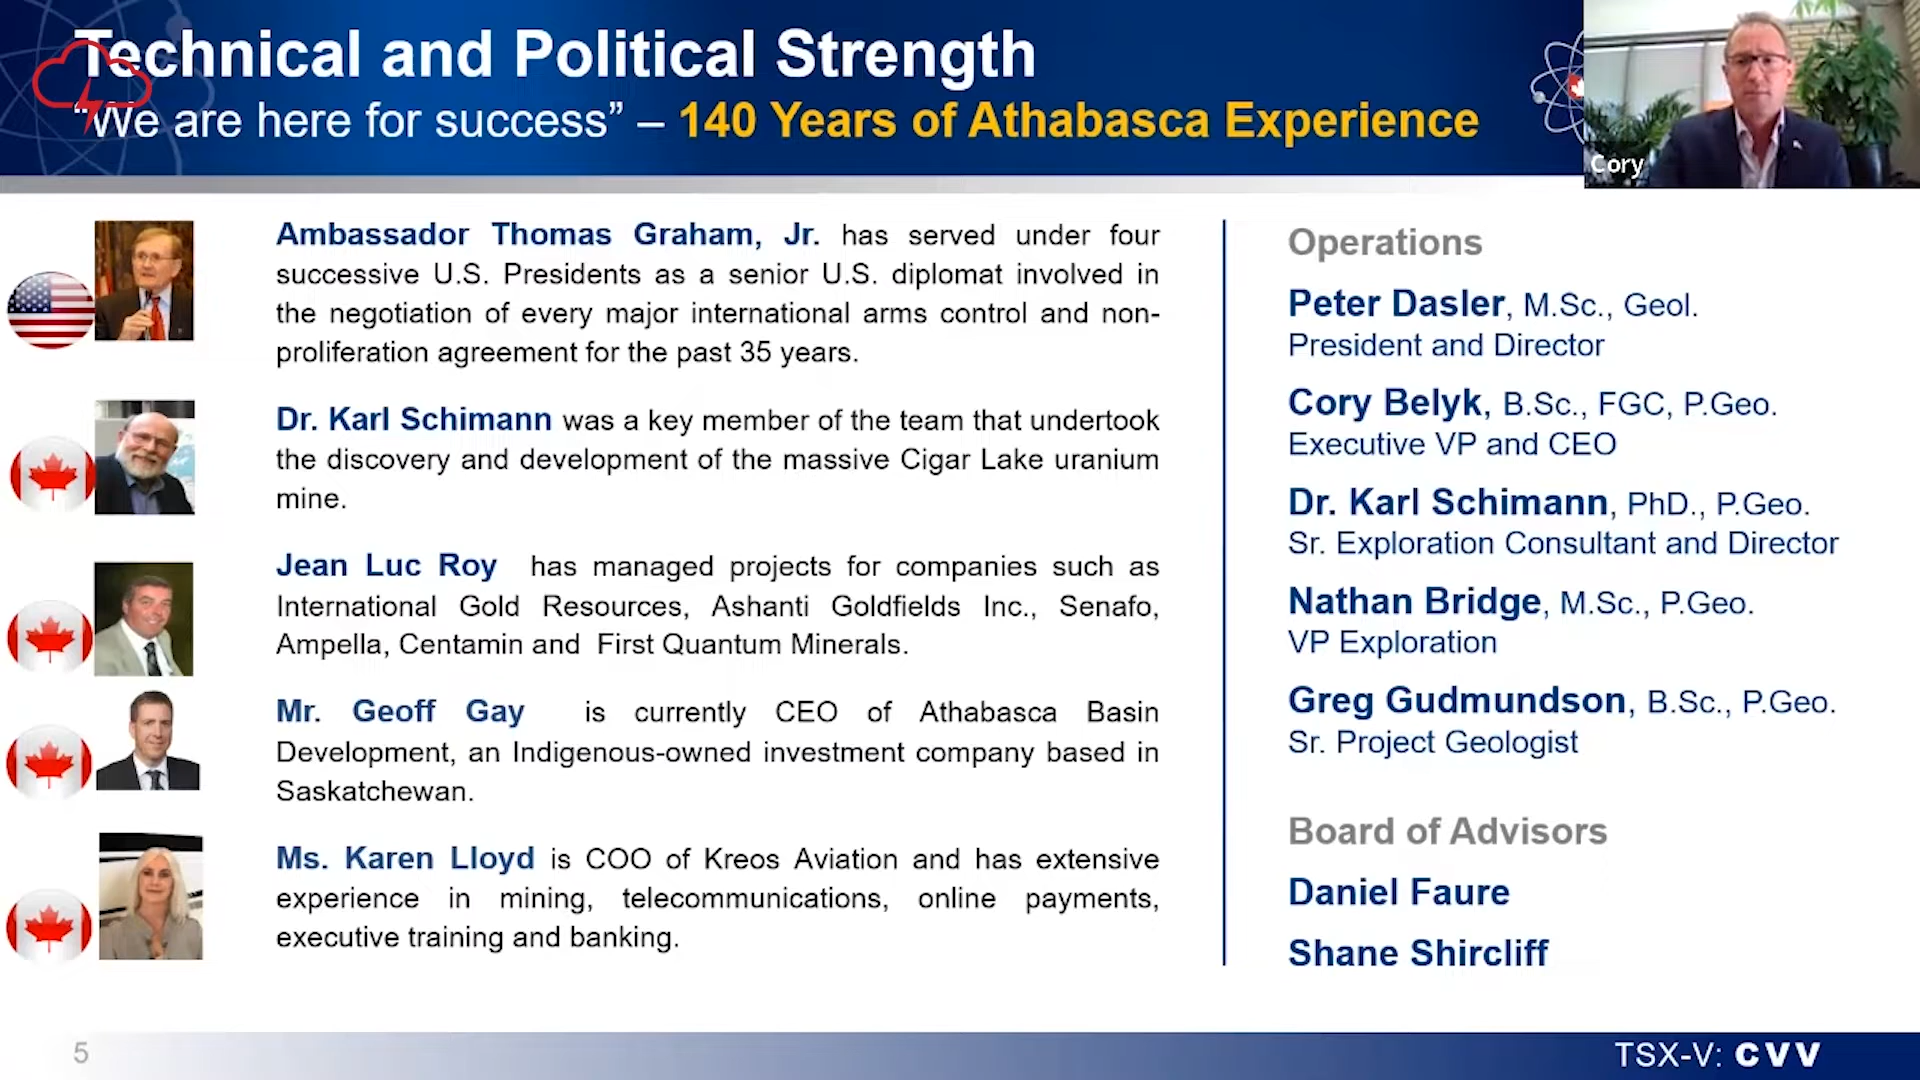 Technical and Political Strength
“We are here for success” – 140 Years of Athabasca Experience
Cory
Ambassador Thomas Graham, Jr. has served under four
successive U.S. Presidents as a senior U.S. diplomat involved in
the negotiation of every major international arms control and non-
proliferation agreement for the past 35 years.
Dr. Karl Schimann was a key member of the team that undertook
the discovery and development of the massive Cigar Lake uranium
mine.
Jean Luc Roy has managed projects for companies such as
International Gold Resources, Ashanti Goldfields Inc., Senafo,
Ampella, Centamin and First Quantum Minerals.
Mr. Geoff Gay is currently CEO of Athabasca Basin
Development, an Indigenous-owned investment company based in
Saskatchewan.
Ms. Karen Lloyd is COO of Kreos Aviation and has extensive
experience in mining, telecommunications, online payments,
executive training and banking.
Operations
Peter Dasler, M.Sc., Geol.
President and Director
Cory Belyk, B.Sc., FGC, P.Geo.
Executive VP and CEO
Dr. Karl Schimann, PhD., P.Geo.
Sr. Exploration Consultant and Director
Nathan Bridge, M.Sc., P.Geo.
VP Exploration
Greg Gudmundson, B.Sc., P.Geo.
Sr. Project Geologist
Board of Advisors
Daniel Faure
Shane Shircliff
5
TSX-V: CVV